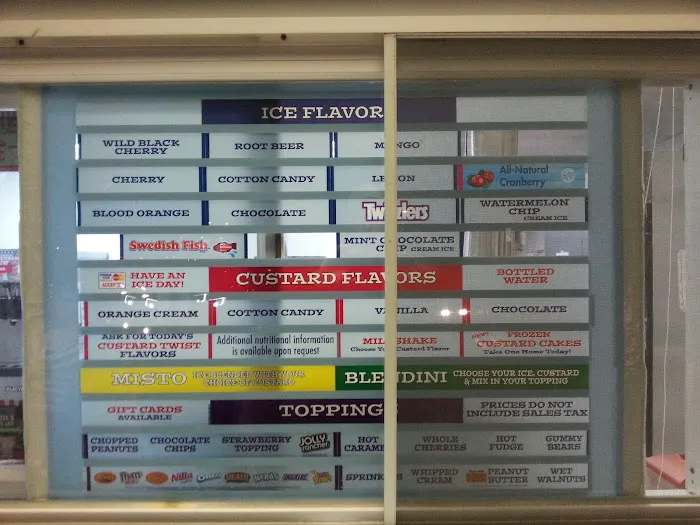 ICE FLAVOR
WILD BLACK CHERRY ROOT BEER MANGO
CHERRY COTTON CANDY LEMON All-Natural Cranberry
BLOOD ORANGE CHOCOLATE Twizzlers WATERMELON CHIP CREAM ICE
Swedish Fish MINT CHOCOLATE CHIP CREAM ICE
ACCEPTED HAVE AN ICE DAY! CUSTARD FLAVORS BOTTLED WATER
ORANGE CREAM COTTON CANDY VANILLA CHOCOLATE
ASK FOR TODAY'S CUSTARD TWIST FLAVORS Additional nutritional information is available upon request MILKSHAKE Choose Your Custard Flavor New! FROZEN CUSTARD CAKES Take One Home Today!
MISTO ICE BLENDED WITH YOUR CHOICE OF CUSTARD BLENDINI CHOOSE YOUR ICE, CUSTARD & MIX IN YOUR TOPPING
GIFT CARDS AVAILABLE TOPPINGS PRICES DO NOT INCLUDE SALES TAX
CHOPPED PEANUTS CHOCOLATE CHIPS STRAWBERRY TOPPING JOLLY RANCHER HOT CARAMEL WHOLE CHERRIES HOT FUDGE GUMMY BEARS
Nilla NERDS SPRINK WHIPPED CREAM PEANUT BUTTER WET WALNUTS